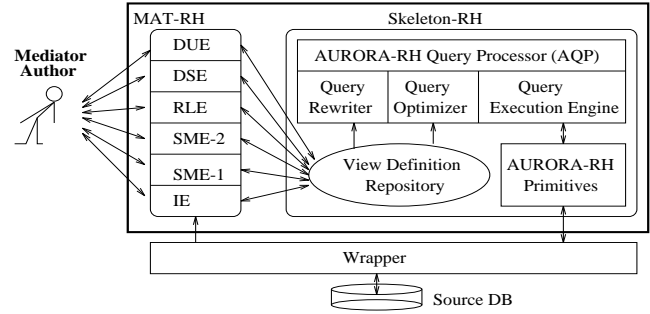 MAT-RH
Skeleton-RH
Mediator
Author
DUE
DSE
RLE
SME-2
SME-1
IE
AURORA-RH Query Processor (AQP)
Query
Rewriter
Query
Optimizer
Query
Execution Engine
View Definition
Repository
AURORA-RH
Primitives
Wrapper
Source DB